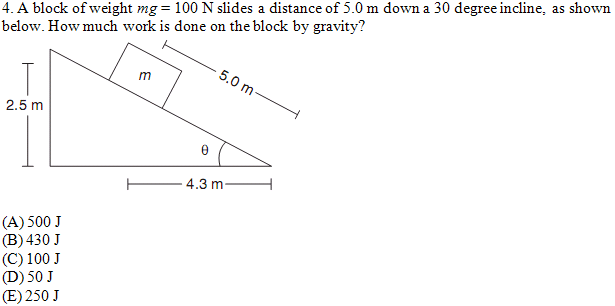 4. A block of weight mg = 100 N slides a distance of 5.0 m down a 30 degree incline, as shown
below. How much work is done on the block by gravity?
m
5.0 m
2.5 m
θ
4.3 m
(A) 500 J
(B) 430 J
(C) 100 J
(D) 50 J
(E) 250 J